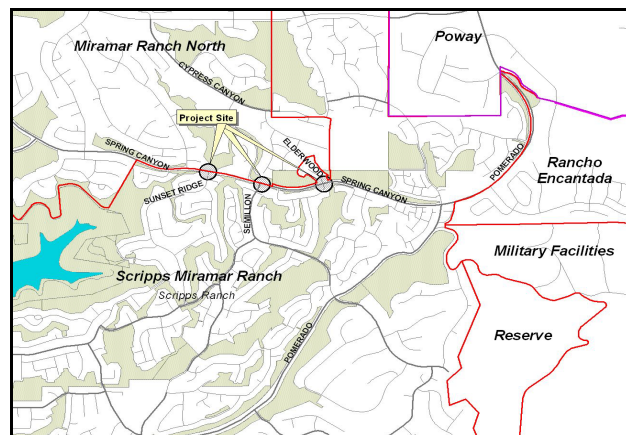 Miramar Ranch North
Poway
CYPRESS CANYON
Project Site
ELDERWOOD
SPRING CANYON
SPRING CANYON
POMERADO
Rancho
Encantada
SUNSET RIDGE
SEMILLON
Military Facilities
Scripps Miramar Ranch
Scripps Ranch
POMERADO
Reserve